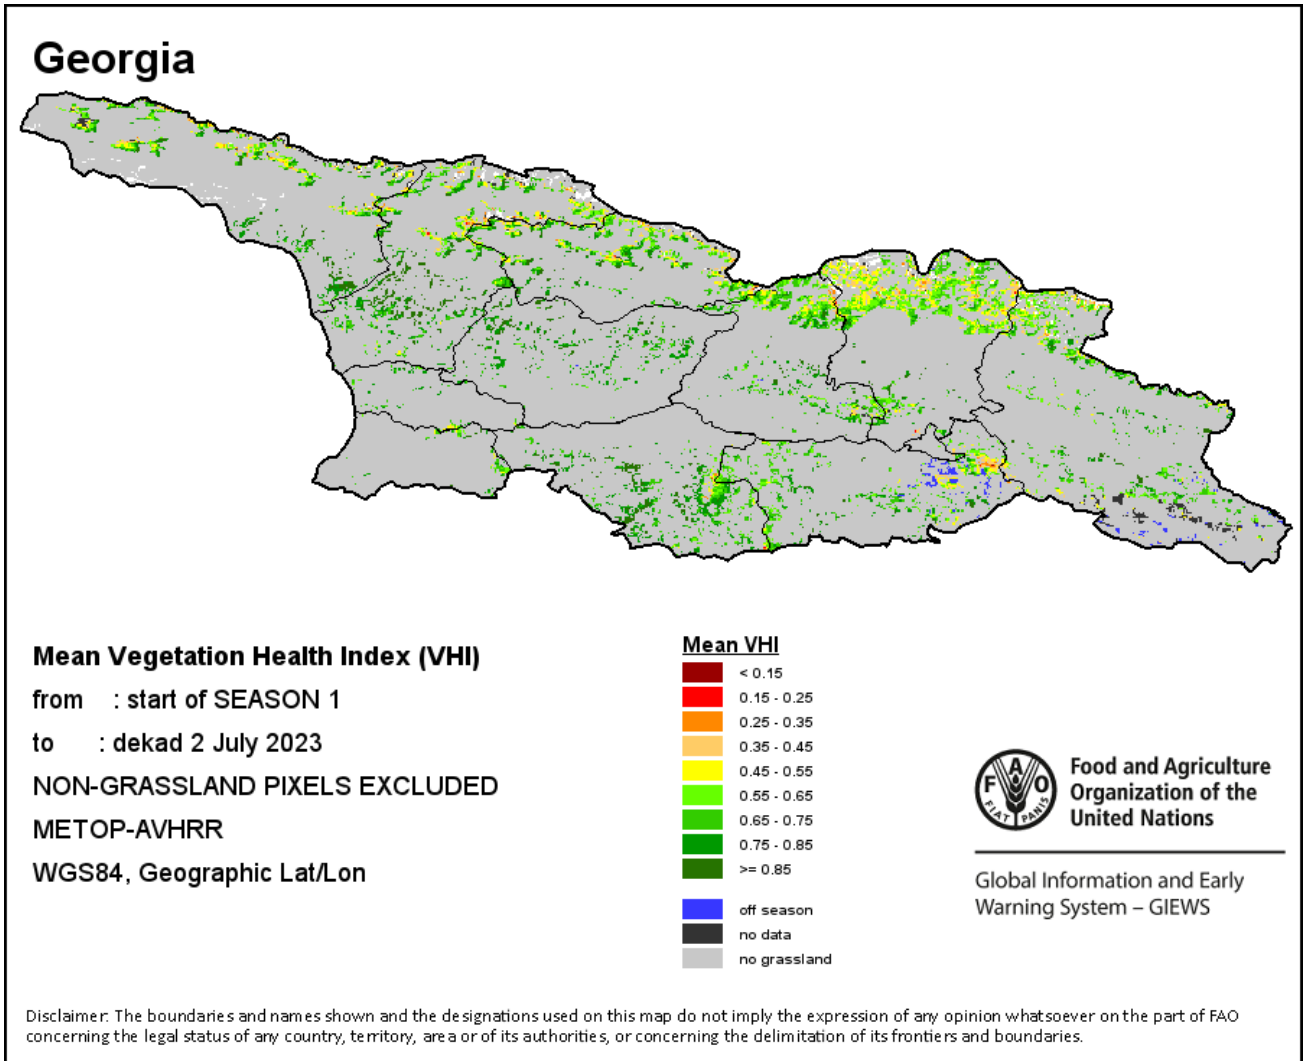 Georgia
Mean Vegetation Health Index (VHI)
from : start of SEASON 1
to : dekad 2 July 2023
NON-GRASSLAND PIXELS EXCLUDED
METOP-AVHRR
WGS84, Geographic Lat/Lon
Mean VHI
< 0.15
0.15 - 0.25
0.25 - 0.35
0.35 - 0.45
0.45 - 0.55
0.55 - 0.65
0.65 - 0.75
0.75 - 0.85
>= 0.85
off season
no data
no grassland
F A O
FIAT PANIS
Food and Agriculture
Organization of the
United Nations
Global Information and Early
Warning System – GIEWS
Disclaimer: The boundaries and names shown and the designations used on this map do not imply the expression of any opinion whatsoever on the part of FAO
concerning the legal status of any country, territory, area or of its authorities, or concerning the delimitation of its frontiers and boundaries.